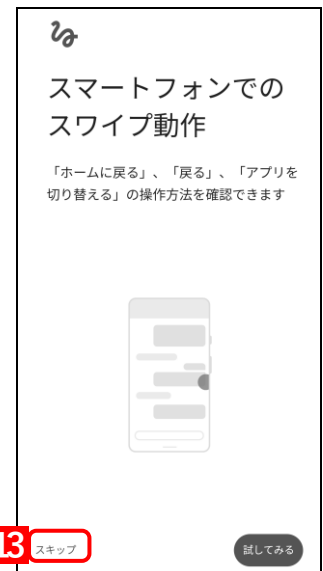 スマートフォンでの
スワイプ動作
「ホームに戻る」、「戻る」、「アプリを
切り替える」の操作方法を確認できます
13
スキップ
試してみる